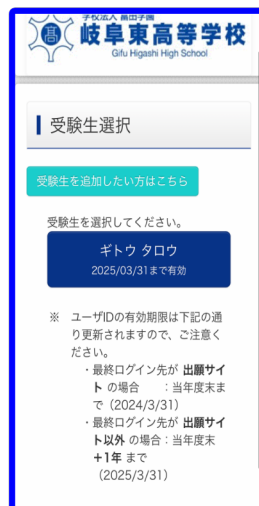 学校法人 富田学園
岐阜東高等学校
Gifu Higashi High School
受験生選択
受験生を追加したい方はこちら
受験生を選択してください。
ギトウ タロウ
2025/03/31まで有効
※ ユーザIDの有効期限は下記の通
り更新されますので、ご注意く
ださい。
・最終ログイン先が 出願サイ
ト の場合 ：当年度末ま
で（2024/3/31）
・最終ログイン先が 出願サイ
ト以外 の場合：当年度末
+1年 まで
（2025/3/31）